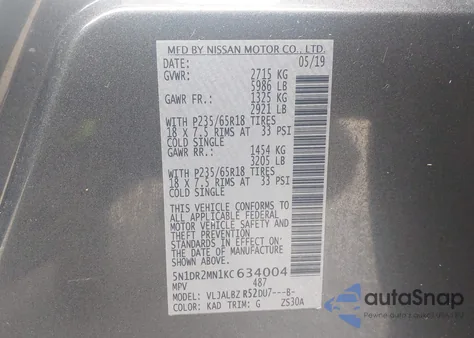 MFD BY NISSAN MOTOR CO., LTD.
DATE: 05/19
GVWR: 2715 KG
5986 LB
GAWR FR.: 1325 KG
2921 LB
WITH P235/65R18 TIRES
18 X 7.5 RIMS AT 33 PSI
COLD SINGLE
GAWR RR.: 1454 KG
3205 LB
WITH P235/65R18 TIRES
18 X 7.5 RIMS AT 33 PSI
COLD SINGLE
THIS VEHICLE CONFORMS TO
ALL APPLICABLE FEDERAL
MOTOR VEHICLE SAFETY
STANDARDS IN EFFECT ON
THE DATE OF MANUFACTURE
SHOWN ABOVE.
5N1DR2MN1KC634004
MPV 487
MODEL: VLJALBZ R52DU7---B-
COLOR: KAD TRIM: G ZS30A
autoSnap